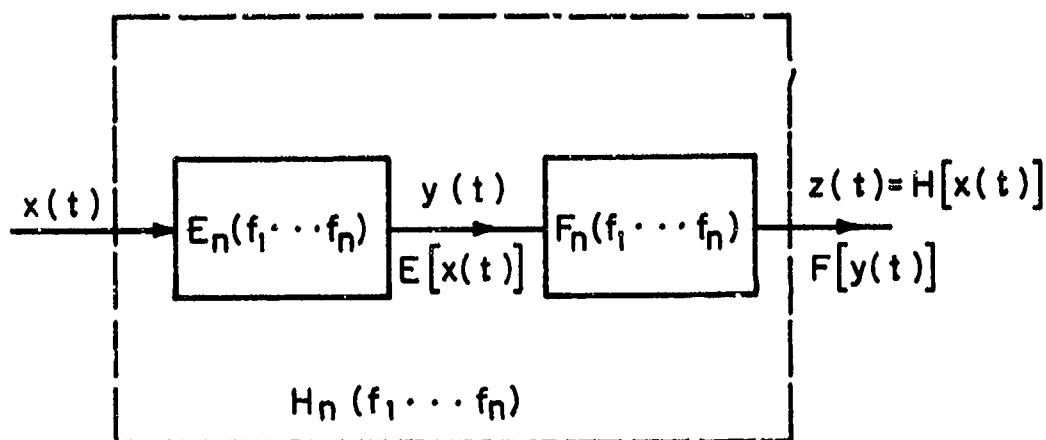 x(t)
Eₙ(f₁···fₙ)
y(t)
E[x(t)]
Fₙ(f₁···fₙ)
z(t)=H[x(t)]
F[y(t)]
Hₙ(f₁···fₙ)